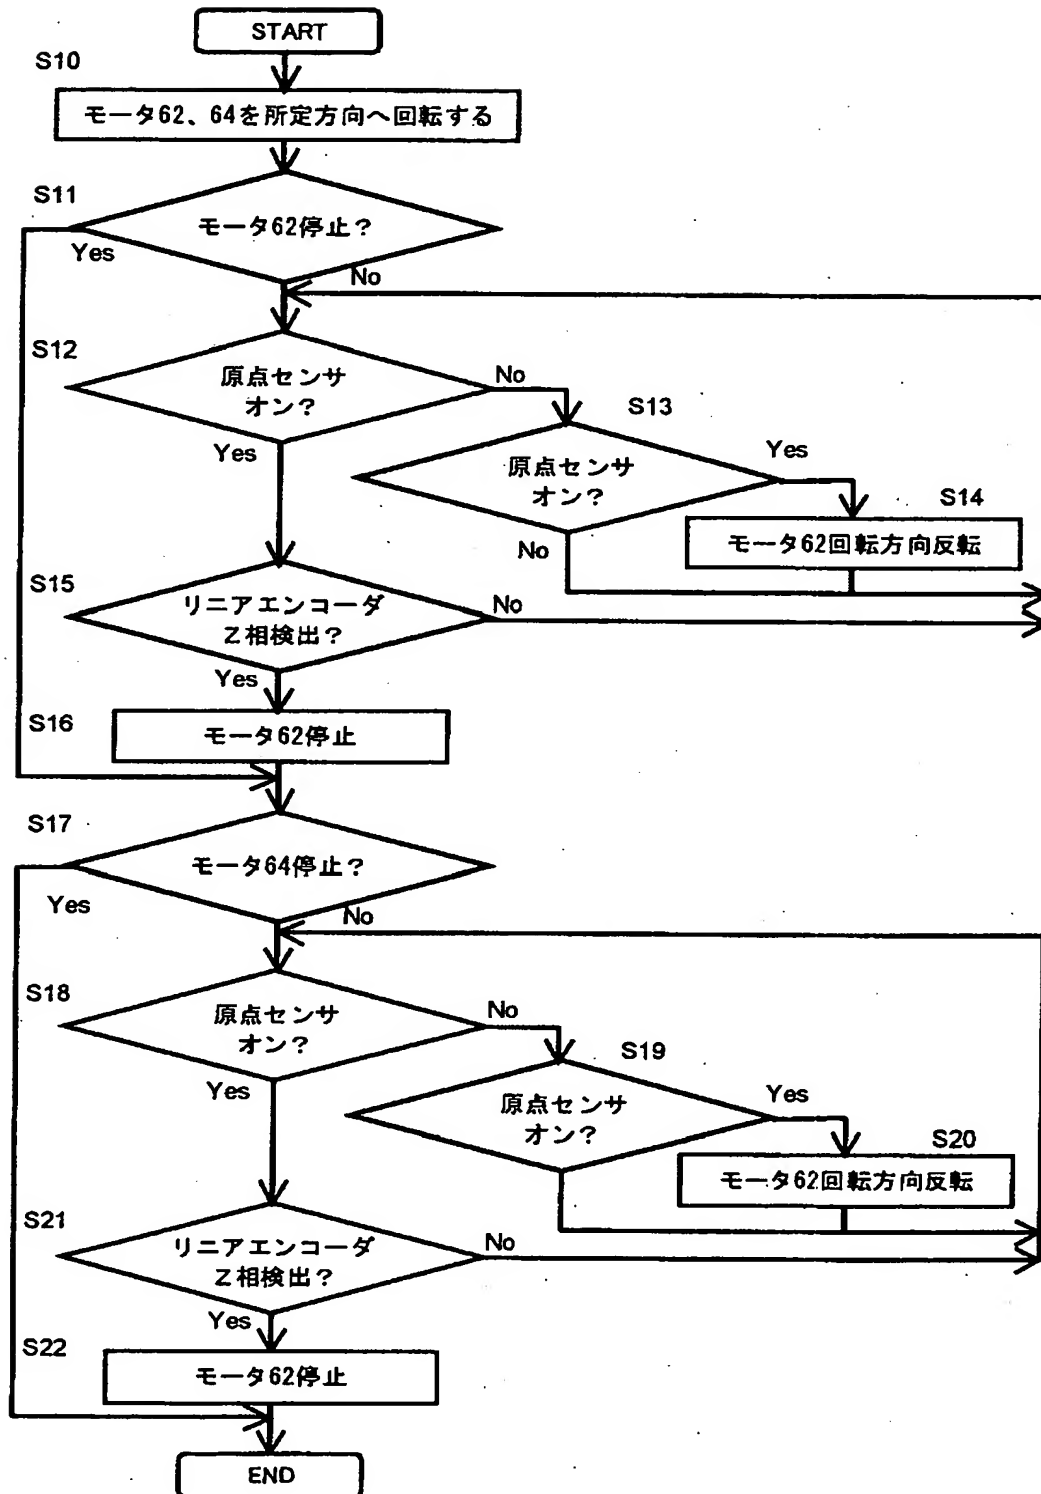 START
S10
モータ62、64を所定方向へ回転する
S11
モータ62停止？
Yes
No
S12
原点センサ
オン？
No
Yes
S13
原点センサ
オン？
Yes
No
S14
モータ62回転方向反転
S15
リニアエンコーダ
Z相検出？
No
Yes
S16
モータ62停止
S17
モータ64停止？
Yes
No
S18
原点センサ
オン？
No
Yes
S19
原点センサ
オン？
Yes
S20
モータ62回転方向反転
S21
リニアエンコーダ
Z相検出？
No
Yes
S22
モータ62停止
END